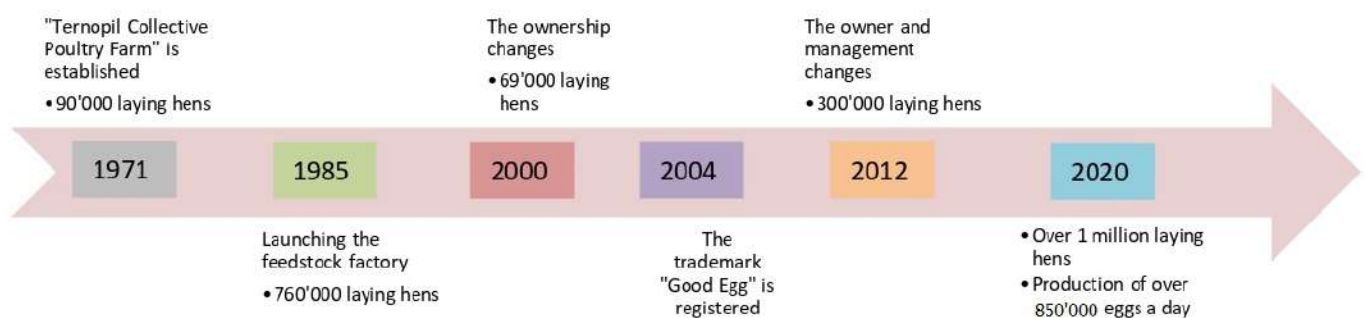 "Ternopil Collective
Poultry Farm" is
established
• 90'000 laying hens
The ownership
changes
• 69'000 laying
hens
The owner and
management
changes
• 300'000 laying hens
1971
1985
2000
2004
2012
2020
Launching the
feedstock factory
• 760'000 laying hens
The
trademark
"Good Egg" is
registered
• Over 1 million laying
hens
• Production of over
850'000 eggs a day